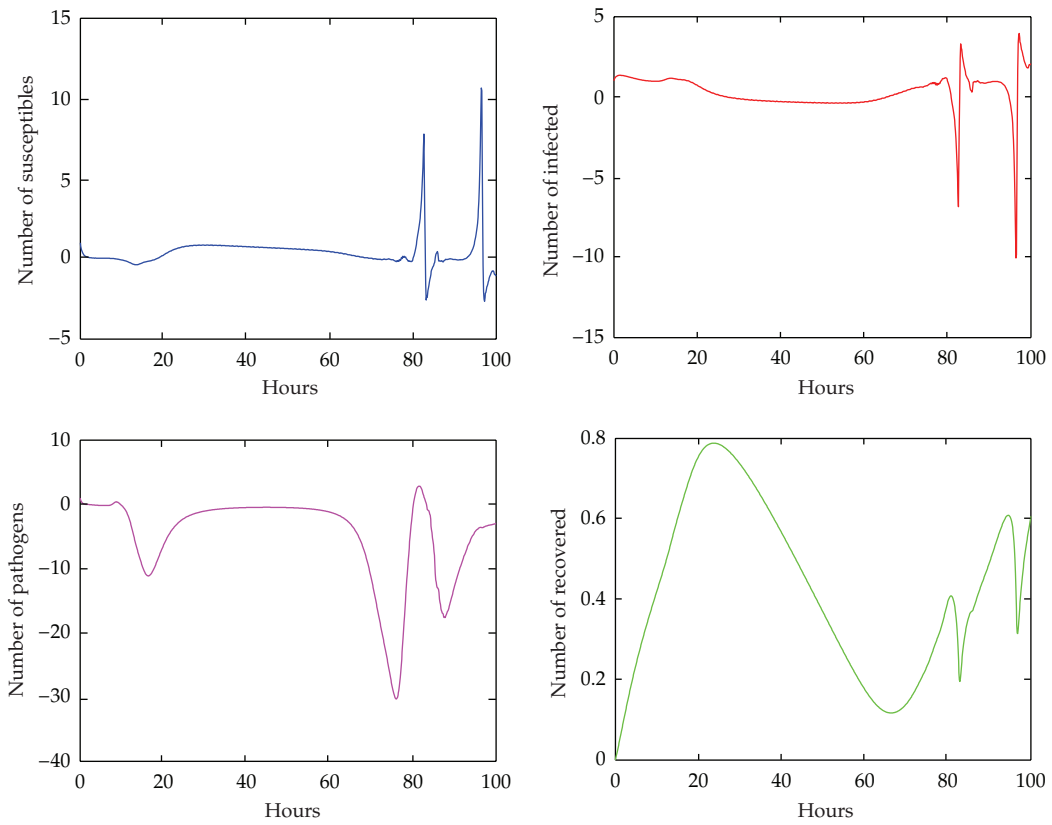 Number of susceptibles
15
10
5
0
−5
0 20 40 60 80 100
Hours
Number of infected
5
0
−5
−10
−15
0 20 40 60 80 100
Hours
Number of pathogens
10
0
−10
−20
−30
−40
0 20 40 60 80 100
Hours
Number of recovered
0.8
0.6
0.4
0.2
0
0 20 40 60 80 100
Hours